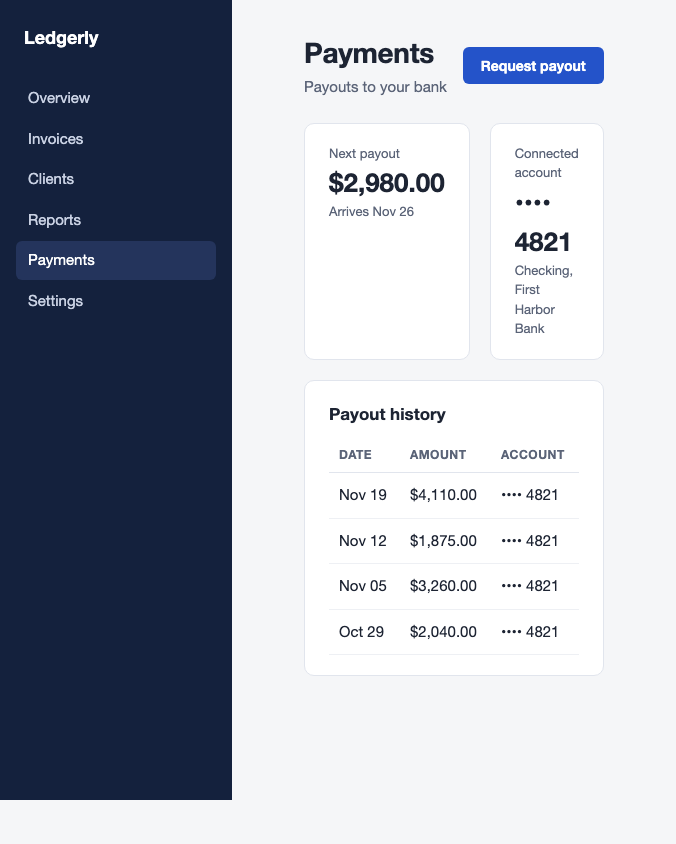 Ledgerly
Overview
Invoices
Clients
Reports
Payments
Settings
Payments
Payouts to your bank
Request payout
Next payout
$2,980.00
Arrives Nov 26
Connected
account
••••
4821
Checking,
First
Harbor
Bank
Payout history
DATE AMOUNT ACCOUNT
Nov 19 $4,110.00 •••• 4821
Nov 12 $1,875.00 •••• 4821
Nov 05 $3,260.00 •••• 4821
Oct 29 $2,040.00 •••• 4821